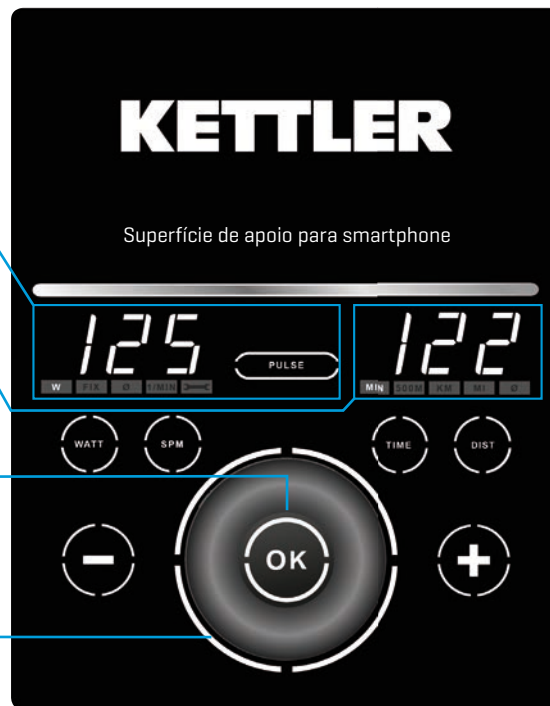 KETTLER
Superfície de apoio para smartphone
125
PULSE
122
W FIX Ø 1/MIN
MIN 500M KM MI Ø
WATT SPM TIME DIST
- OK +